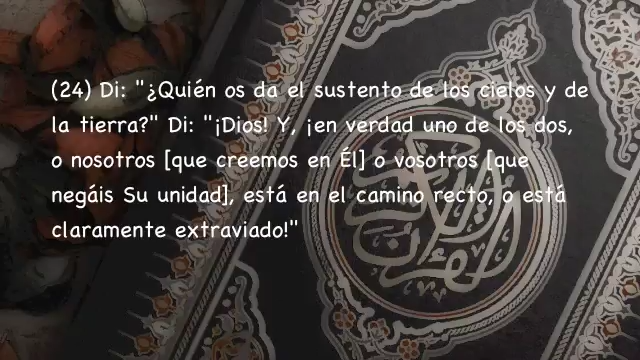 (24) Di: "¿Quién os da el sustento de los cielos y de
la tierra?" Di: "¡Dios! Y, ¡en verdad uno de los dos,
o nosotros [que creemos en Él] o vosotros [que
negáis Su unidad], está en el camino recto, o está
claramente extraviado!"
القرآن الكريم